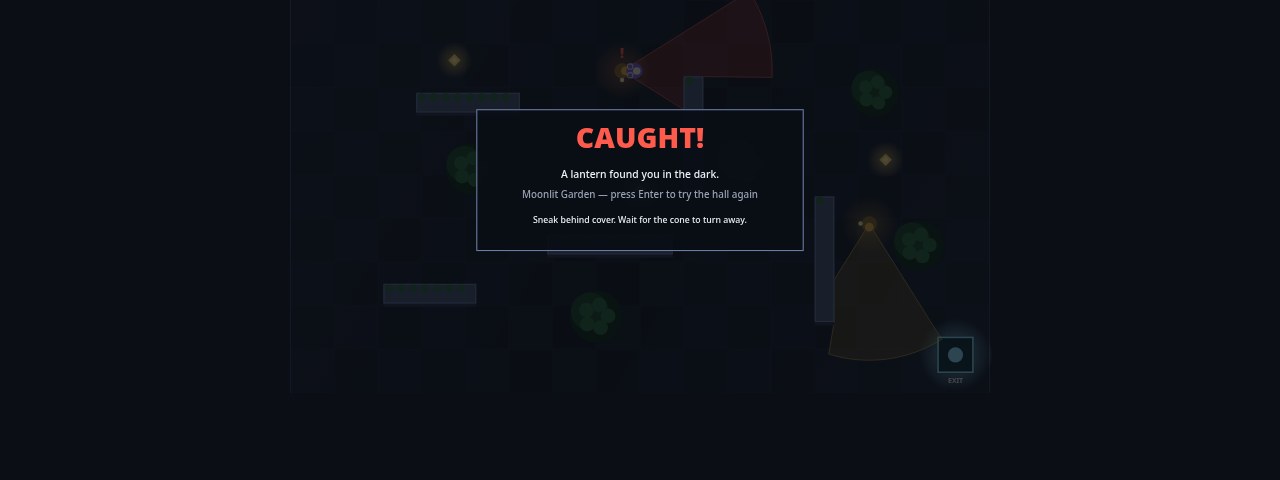 !
CAUGHT!
A lantern found you in the dark.
Moonlit Garden — press Enter to try the hall again
Sneak behind cover. Wait for the cone to turn away.
EXIT